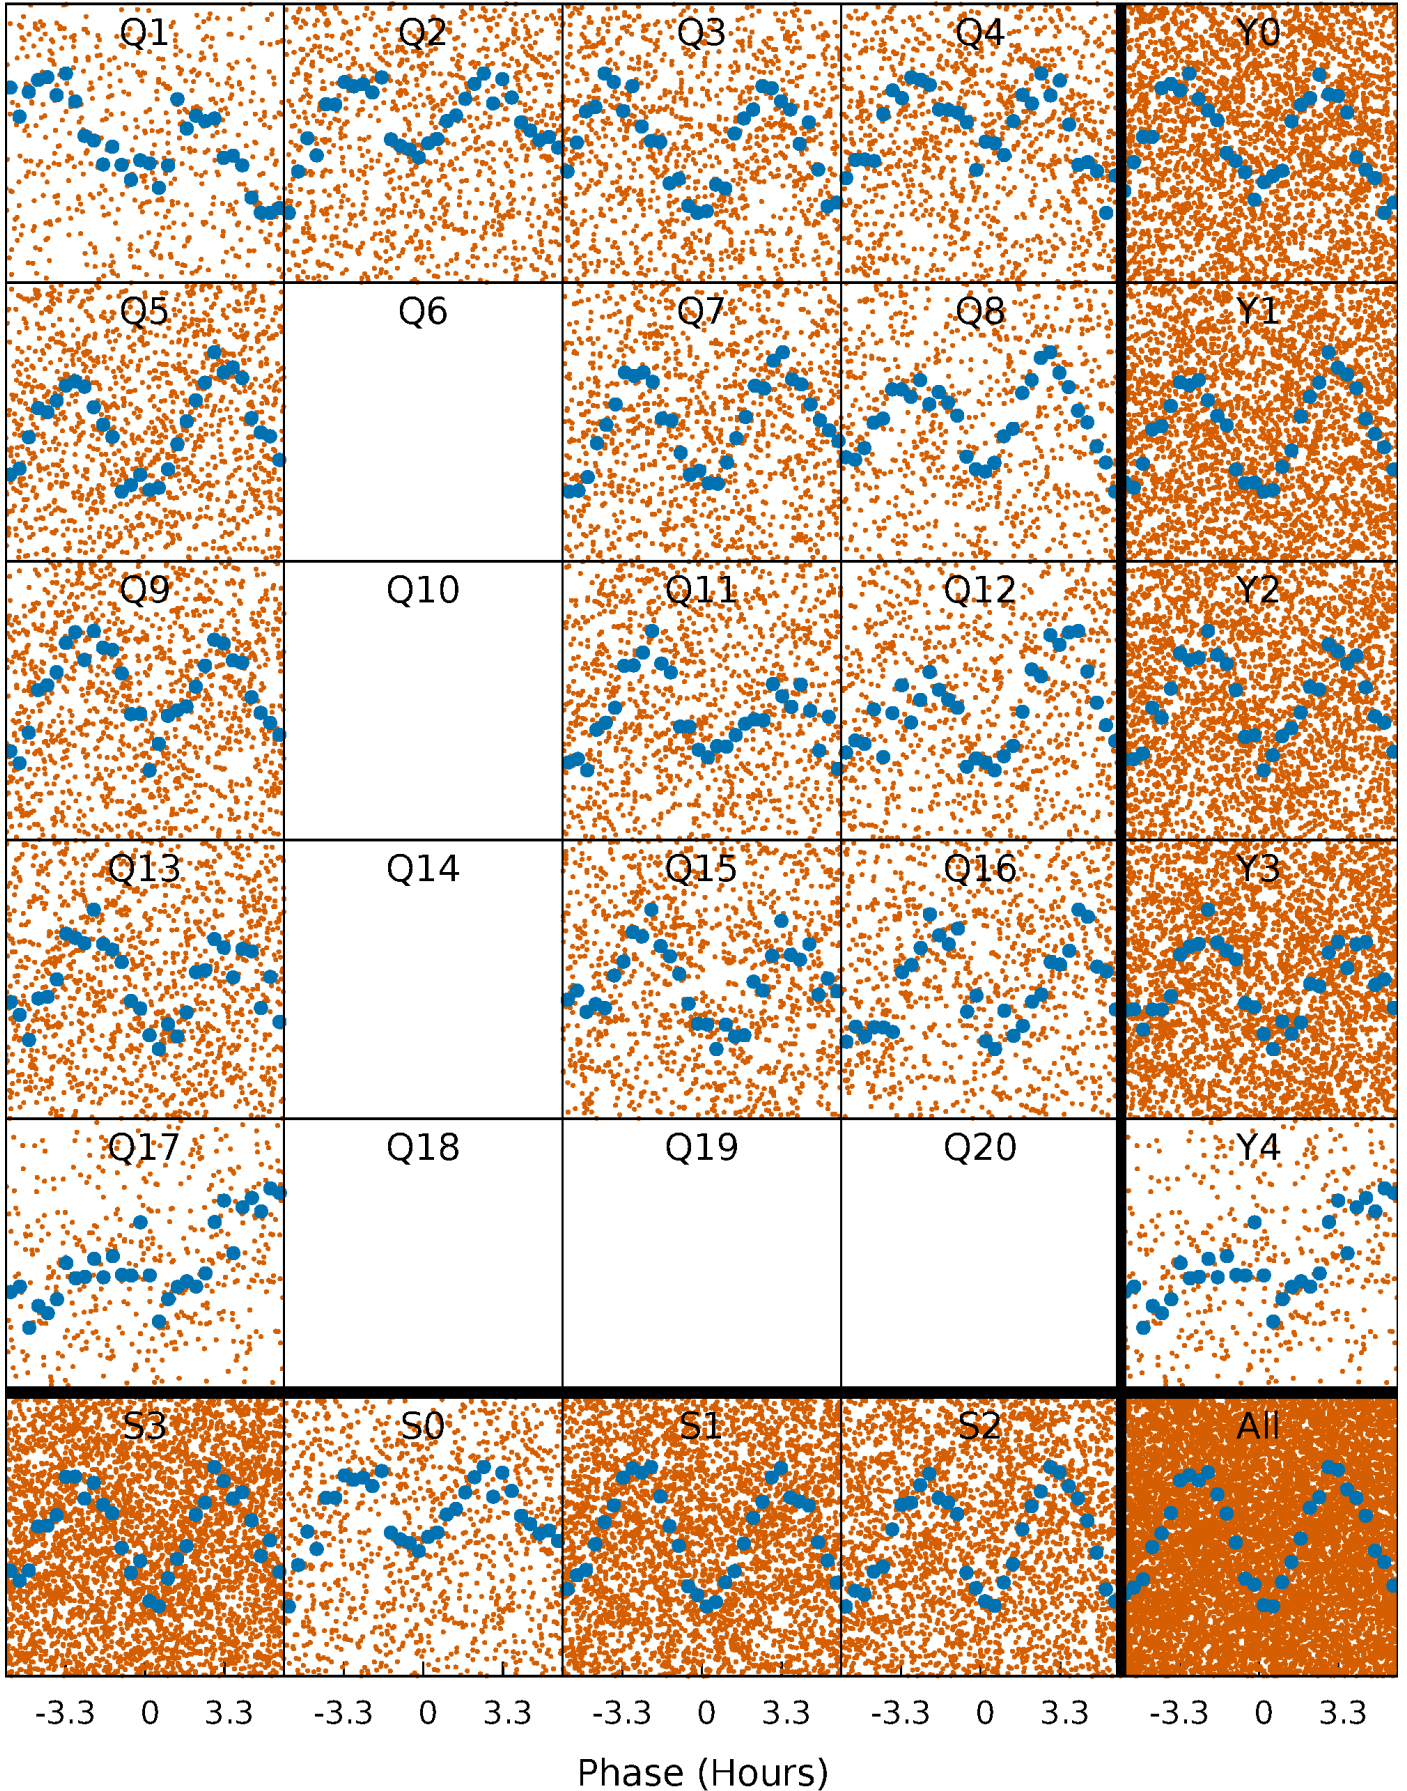 Q1 Q2 Q3 Q4 Y0
Q5 Q6 Q7 Q8 Y1
Q9 Q10 Q11 Q12 Y2
Q13 Q14 Q15 Q16 Y3
Q17 Q18 Q19 Q20 Y4
S3 S0 S1 S2 All
-3.3 0 3.3 -3.3 0 3.3 -3.3 0 3.3 -3.3 0 3.3 -3.3 0 3.3
Phase (Hours)